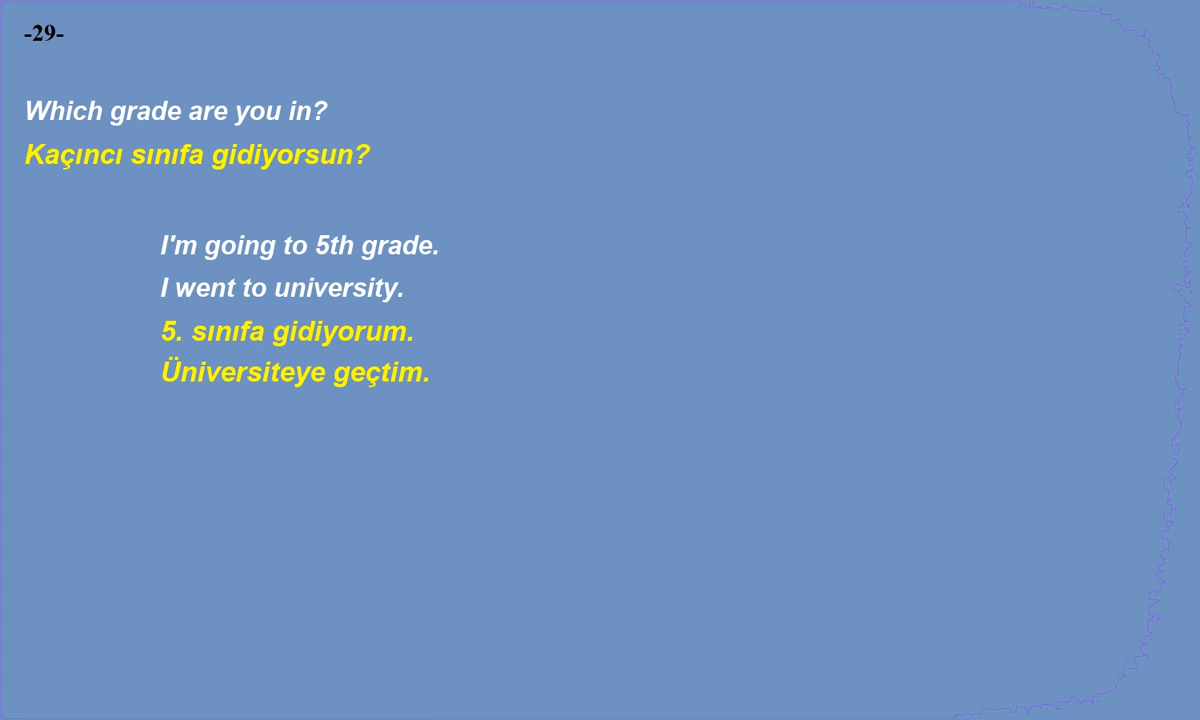 -29-
Which grade are you in?
Kaçıncı sınıfa gidiyorsun?
I'm going to 5th grade.
I went to university.
5. sınıfa gidiyorum.
Üniversiteye geçtim.